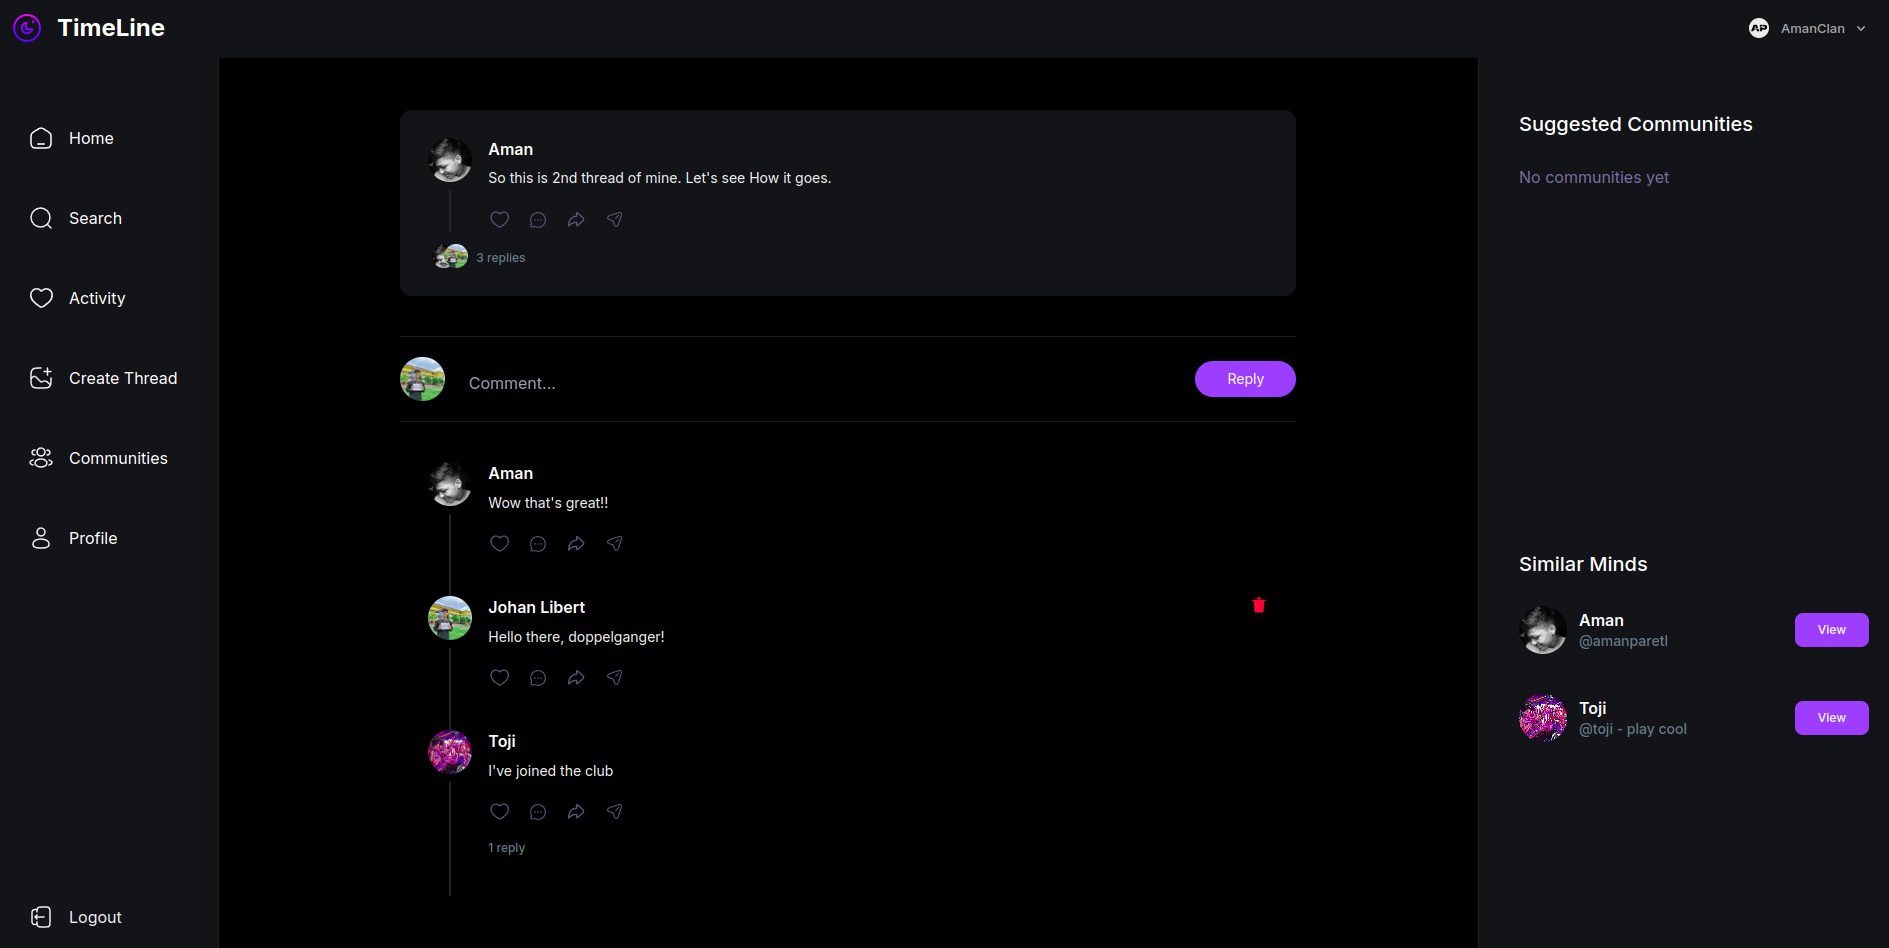 TimeLine
AP
AmanClan
Home
Search
Activity
Create Thread
Communities
Profile
Logout
Aman
So this is 2nd thread of mine. Let's see How it goes.
3 replies
Comment...
Reply
Aman
Wow that's great!!
Johan Libert
Hello there, doppelganger!
Toji
I've joined the club
1 reply
Suggested Communities
No communities yet
Similar Minds
Aman
@amanparetl
View
Toji
@toji - play cool
View